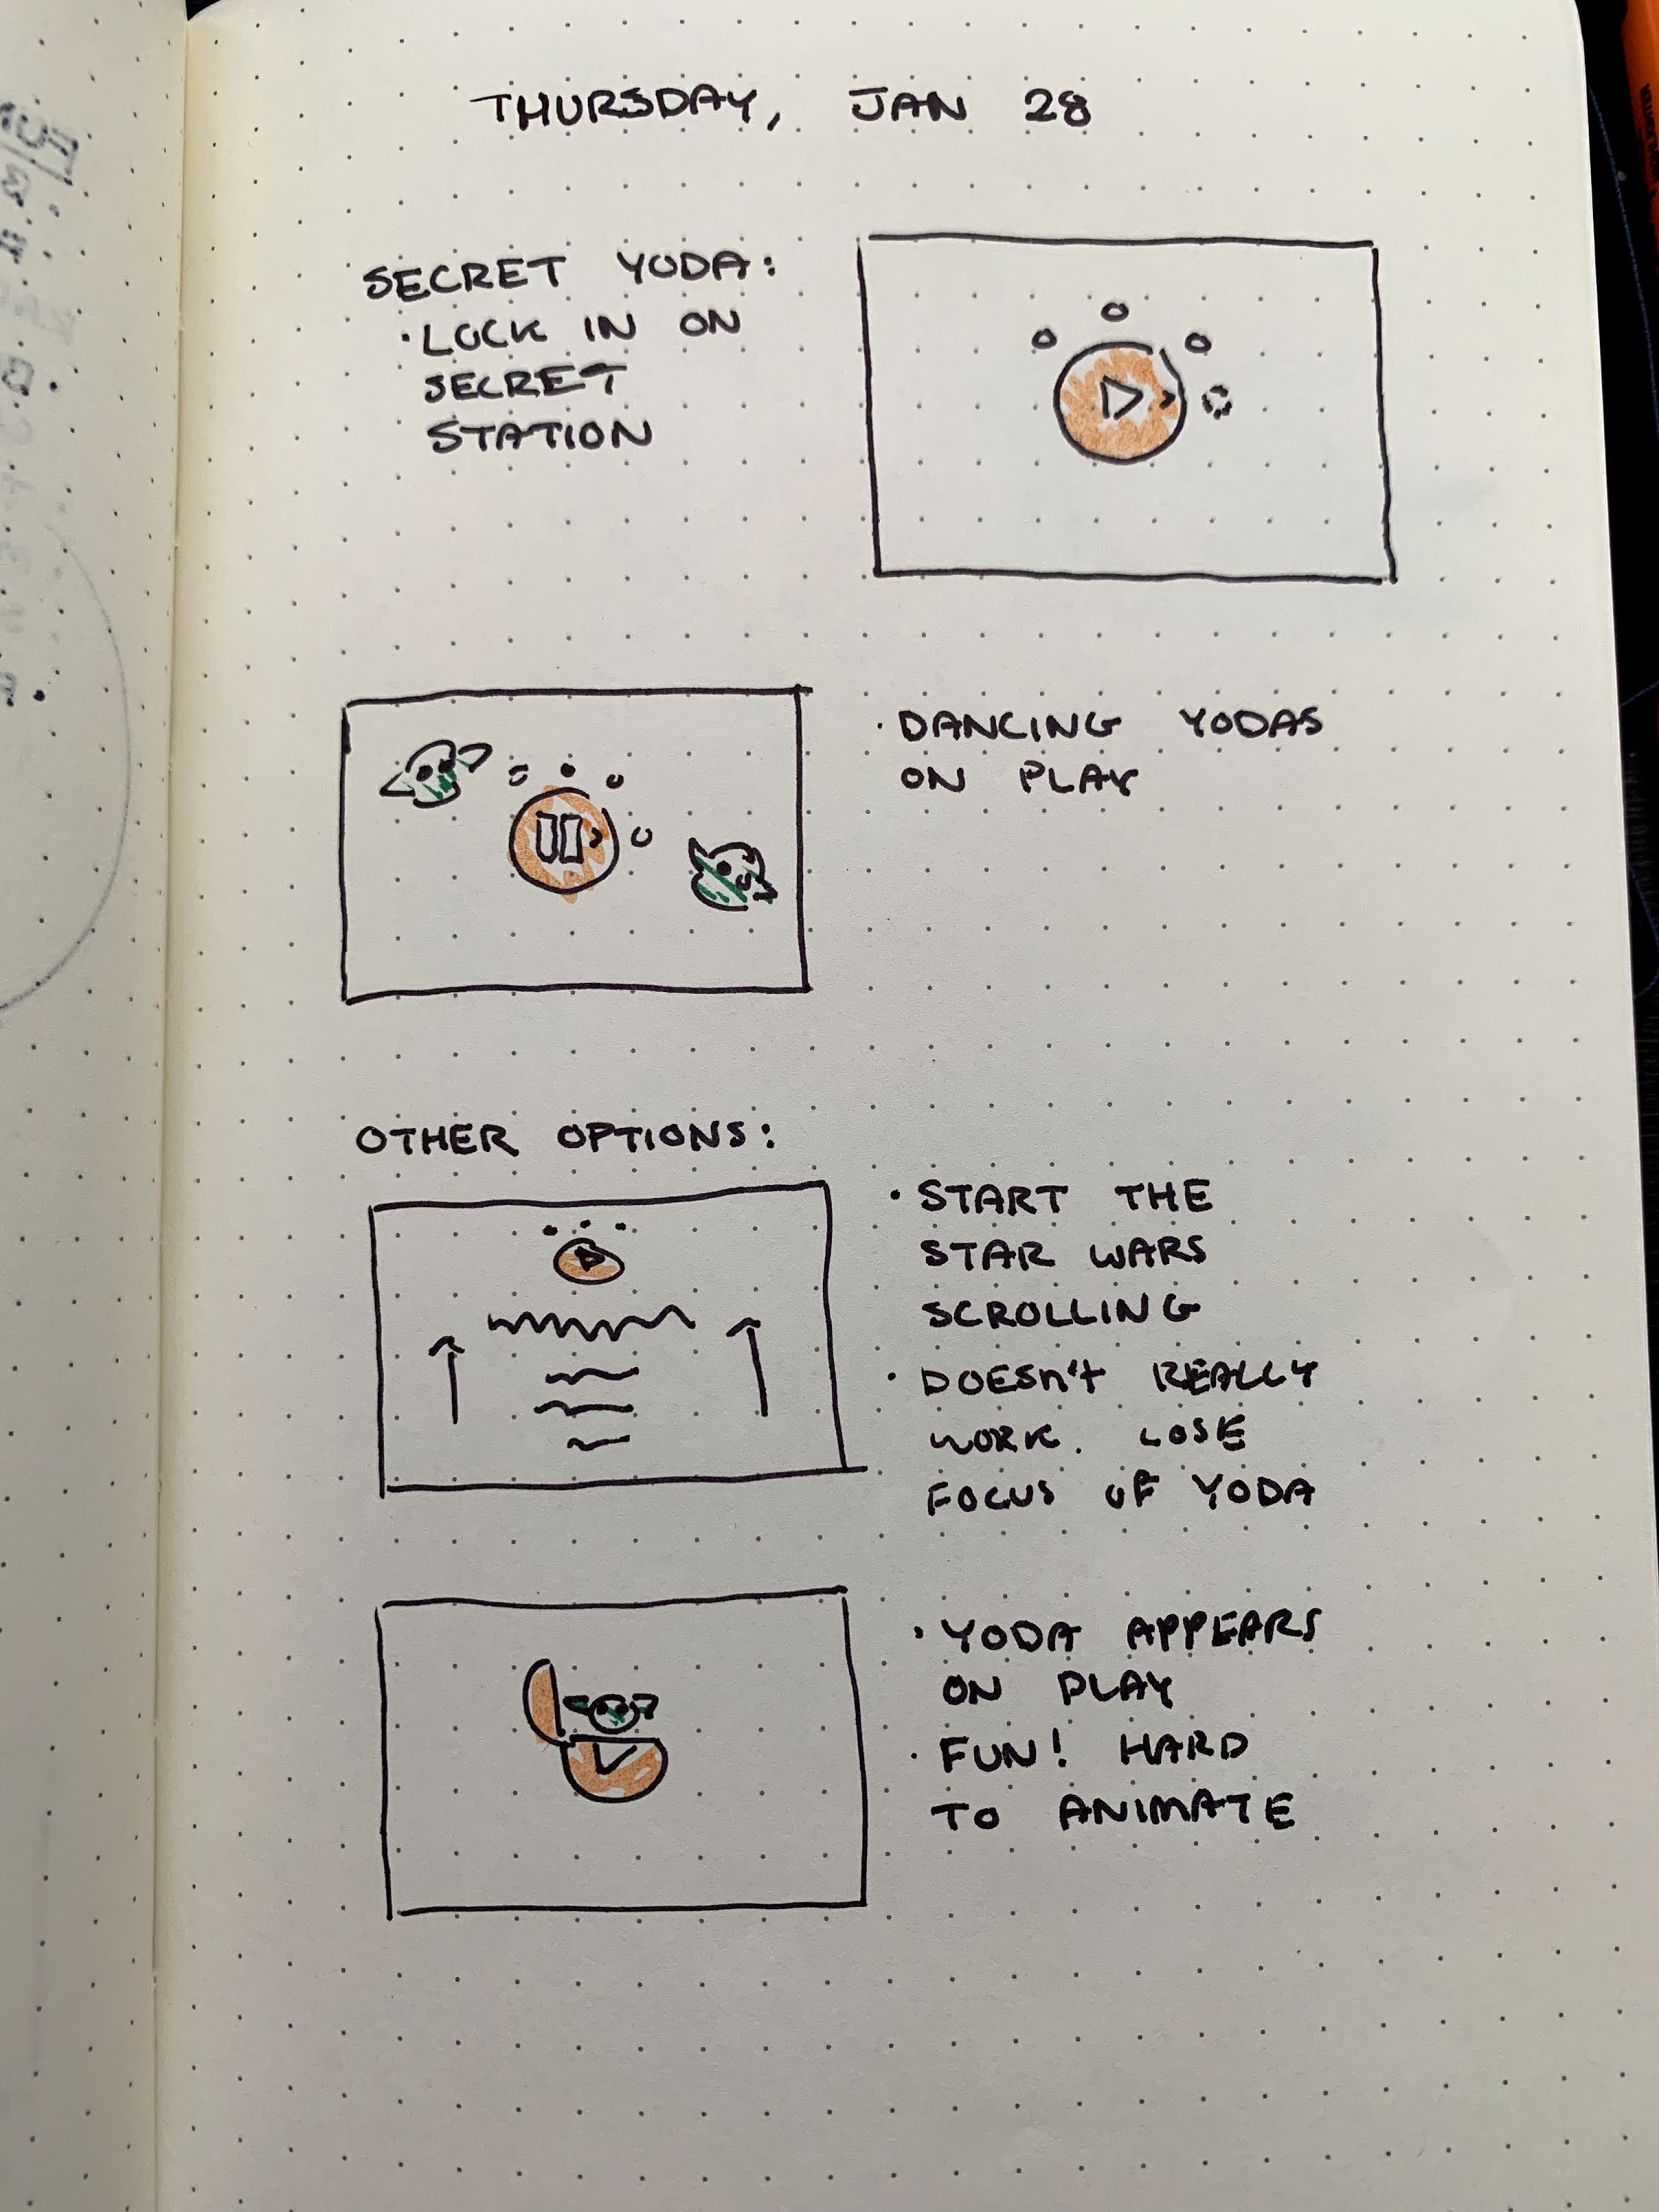 THURSDAY, JAN 28
SECRET YODA:
· LOCK IN ON
SECRET
STATION
· DANCING YODAS
ON PLAY
OTHER OPTIONS:
· START THE
STAR WARS
SCROLLING
· DOESN'T REALLY
WORK. LOSE
FOCUS OF YODA
· YODA APPEARS
ON PLAY
· FUN! HARD
TO ANIMATE